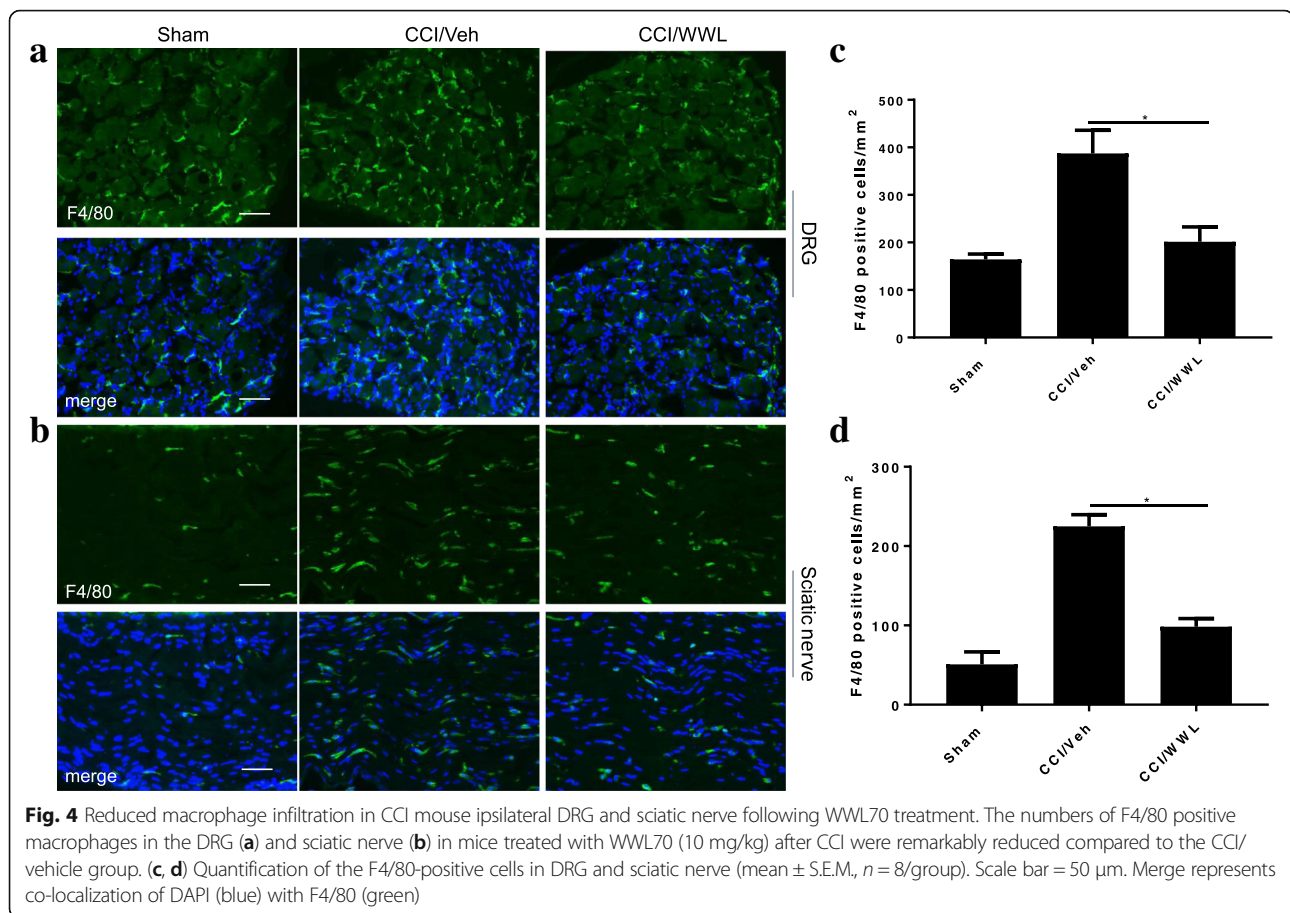 Sham CCI/Veh CCI/WWL
a
F4/80
merge
DRG
b
F4/80
merge
Sciatic nerve
c
F4/80 positive cells/mm²
500
400
300
200
100
0
*
Sham
CCI/Veh
CCI/WWL
d
F4/80 positive cells/mm²
300
200
100
0
*
Sham
CCI/Veh
CCI/WWL
Fig. 4 Reduced macrophage infiltration in CCI mouse ipsilateral DRG and sciatic nerve following WWL70 treatment. The numbers of F4/80 positive
macrophages in the DRG (a) and sciatic nerve (b) in mice treated with WWL70 (10 mg/kg) after CCI were remarkably reduced compared to the CCI/
vehicle group. (c, d) Quantification of the F4/80-positive cells in DRG and sciatic nerve (mean ± S.E.M., n = 8/group). Scale bar = 50 μm. Merge represents
co-localization of DAPI (blue) with F4/80 (green)